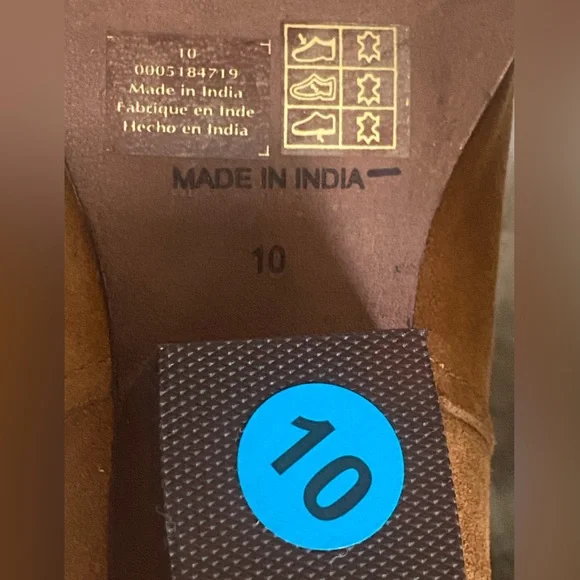 10
0005184719
Made in India
Fabrique en Inde
Hecho en India
MADE IN INDIA
10
10